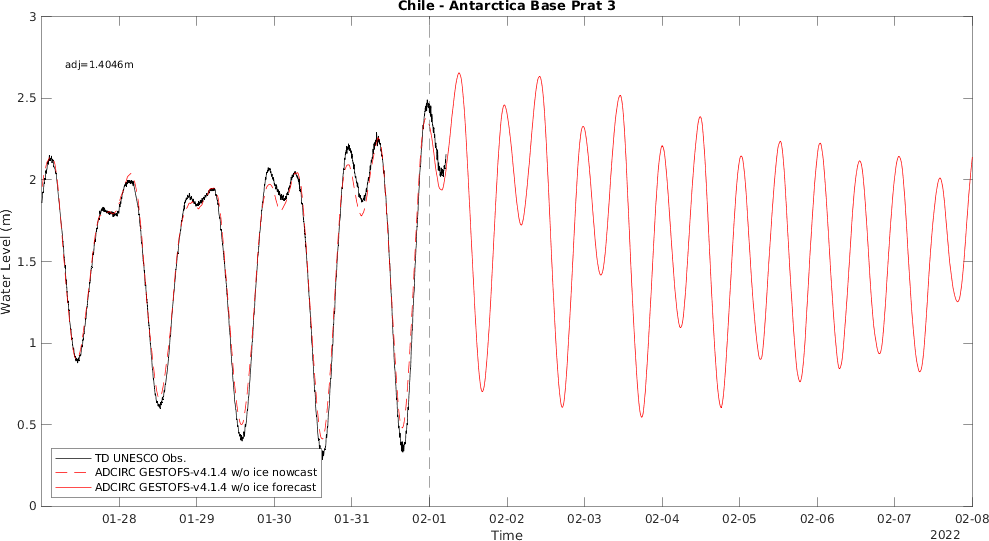 Chile - Antarctica Base Prat 3
adj=1.4046m
3
2.5
2
1.5
1
0.5
0
Water Level (m)
TD UNESCO Obs.
ADCIRC GESTOFS-v4.1.4 w/o ice nowcast
ADCIRC GESTOFS-v4.1.4 w/o ice forecast
01-28 01-29 01-30 01-31 02-01 02-02 02-03 02-04 02-05 02-06 02-07 02-08
Time
2022